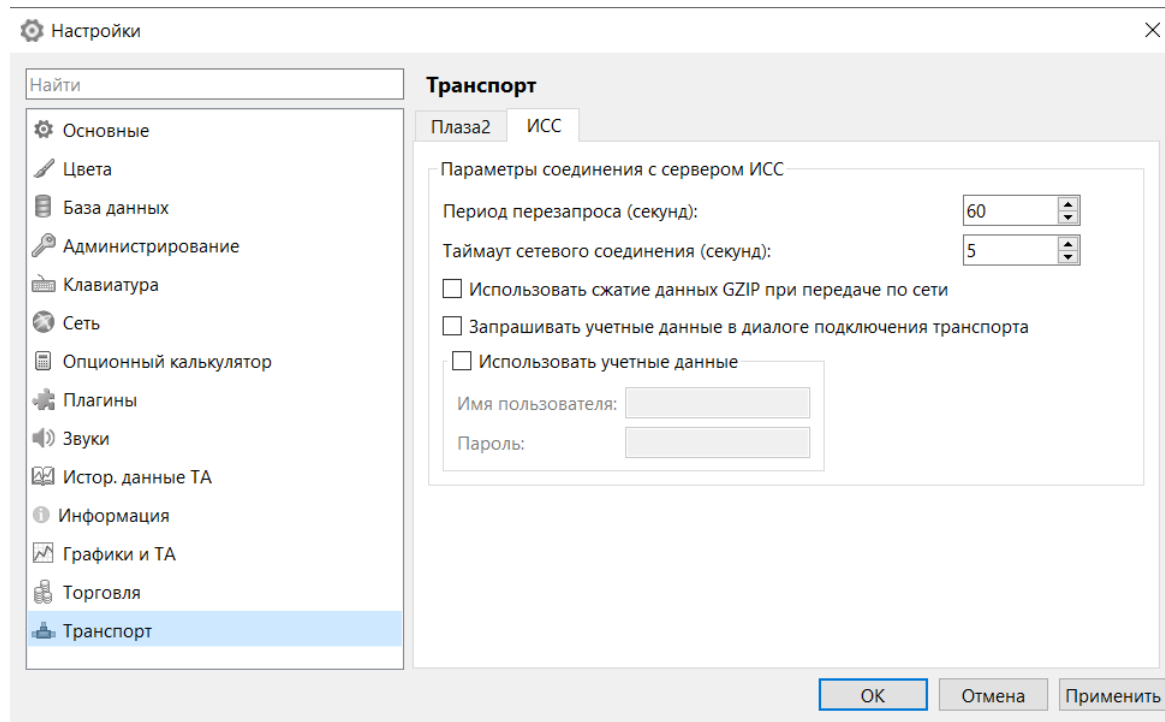 Настройки
Найти
Основные
Цвета
База данных
Администрирование
Клавиатура
Сеть
Опционный калькулятор
Плагины
Звуки
Истор. данные ТА
Информация
Графики и ТА
Торговля
Транспорт
Транспорт
Плаза2 ИСС
Параметры соединения с сервером ИСС
Период перезапроса (секунд): 60
Таймаут сетевого соединения (секунд): 5
Использовать сжатие данных GZIP при передаче по сети
Запрашивать учетные данные в диалоге подключения транспорта
Использовать учетные данные
Имя пользователя:
Пароль:
ОК Отмена Применить